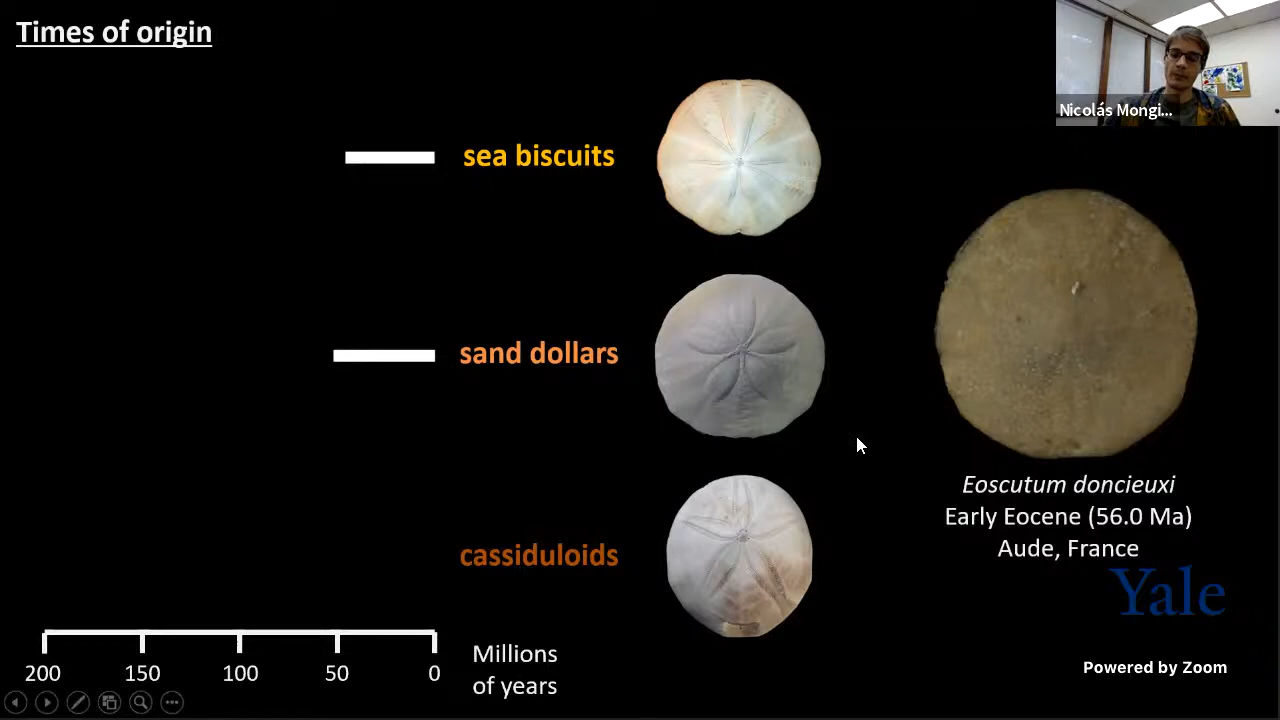 Times of origin
Nicolás Mongi...
sea biscuits
sand dollars
cassiduloids
Eoscutum doncieuxi
Early Eocene (56.0 Ma)
Aude, France
Yale
200 150 100 50 0
Millions
of years
Powered by Zoom